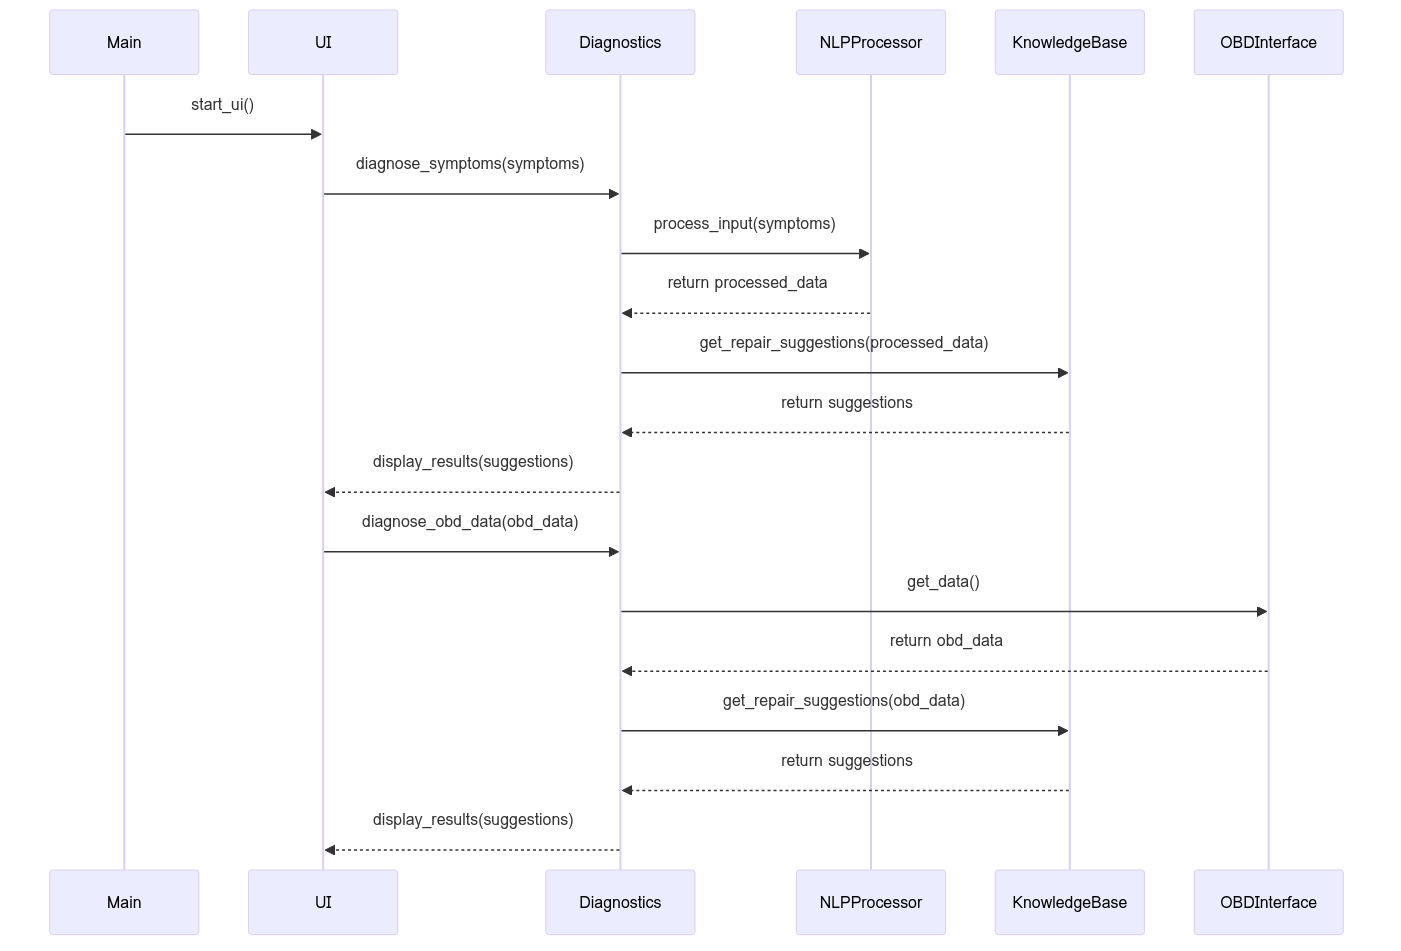 Main
UI
Diagnostics
NLPProcessor
KnowledgeBase
OBDInterface
start_ui()
diagnose_symptoms(symptoms)
process_input(symptoms)
return processed_data
get_repair_suggestions(processed_data)
return suggestions
display_results(suggestions)
diagnose_obd_data(obd_data)
get_data()
return obd_data
get_repair_suggestions(obd_data)
return suggestions
display_results(suggestions)
Main
UI
Diagnostics
NLPProcessor
KnowledgeBase
OBDInterface